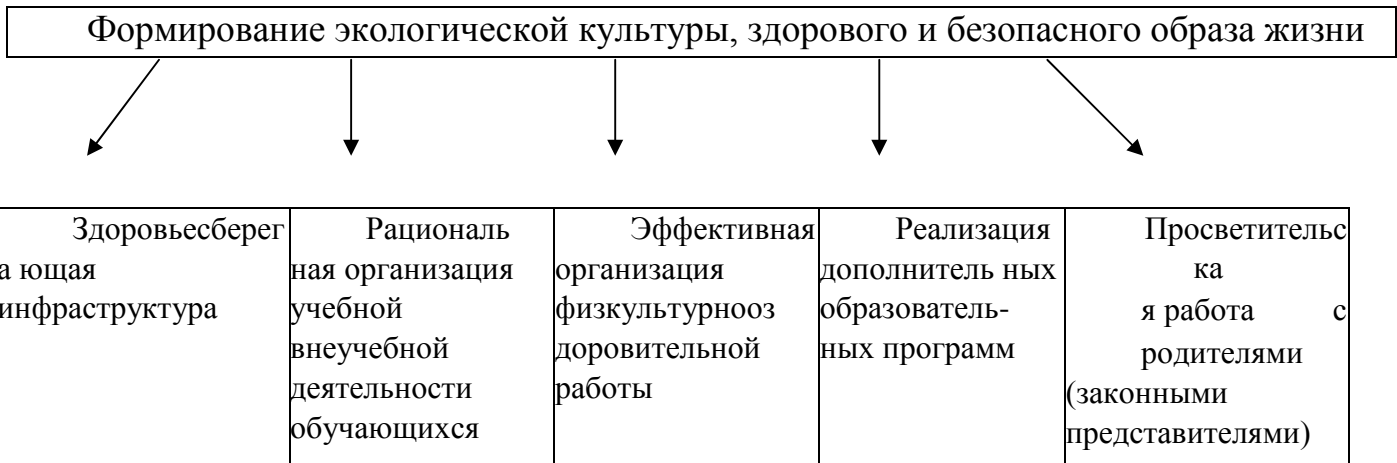 Формирование экологической культуры, здорового и безопасного образа жизни
Здоровьесберег
а ющая
инфраструктура
Рациональ
ная организация
учебной
внеучебной
деятельности
обучающихся
Эффективная
организация
физкультурнооз
доровительной
работы
Реализация
дополнитель ных
образователь-
ных программ
Просветительс
ка
я работа с
родителями
(законными
представителями)